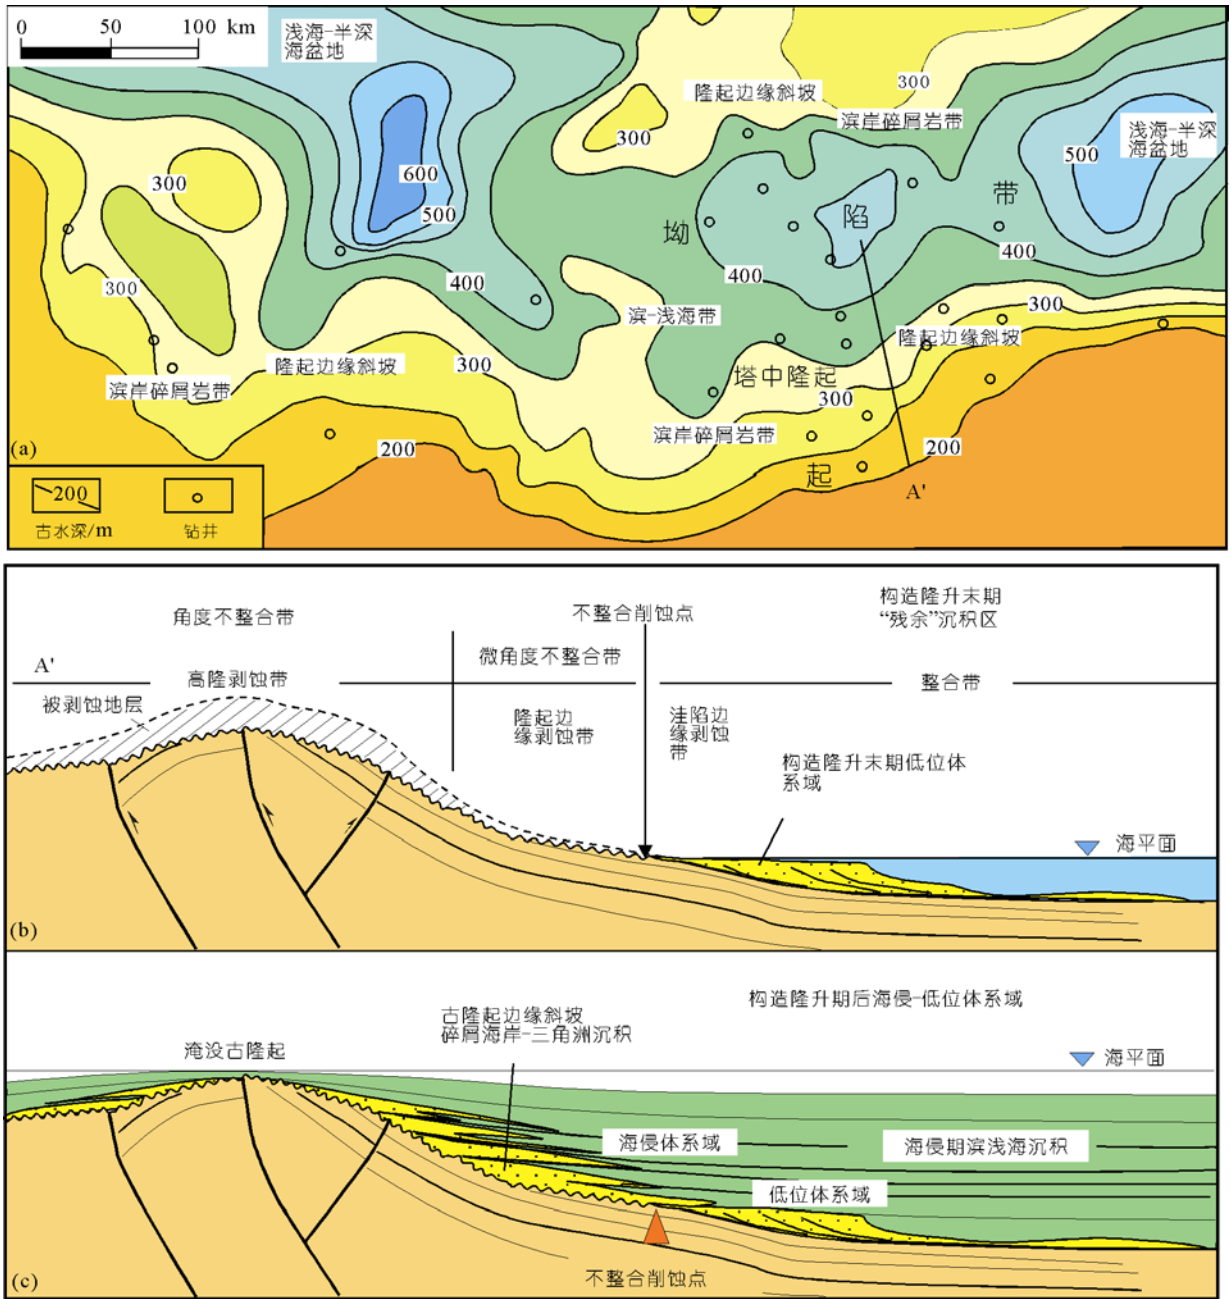 0 50 100 km
浅海-半深
海盆地
300
隆起边缘斜坡
滨岸碎屑岩带
300
浅海-半深
海盆地
500
600
500
300
带
陷
坳
400
400
400
300
滨-浅海带
300
隆起边缘斜坡
隆起边缘斜坡
300
塔中隆起
滨岸碎屑岩带
300
滨岸碎屑岩带
200
200
起
A'
(a)
200
古水深/m
钻井
角度不整合带
不整合削蚀点
构造隆升末期
“残余”沉积区
微角度不整合带
A'
高隆剥蚀带
整合带
被剥蚀地层
隆起边
缘剥蚀带
洼陷边
缘剥蚀
带
构造隆升末期低位体
系域
海平面
(b)
构造隆升期后海侵-低位体系域
古隆起边缘斜坡
碎屑海岸-三角洲沉积
淹没古隆起
海平面
海侵体系域
海侵期滨浅海沉积
低位体系域
不整合削蚀点
(c)